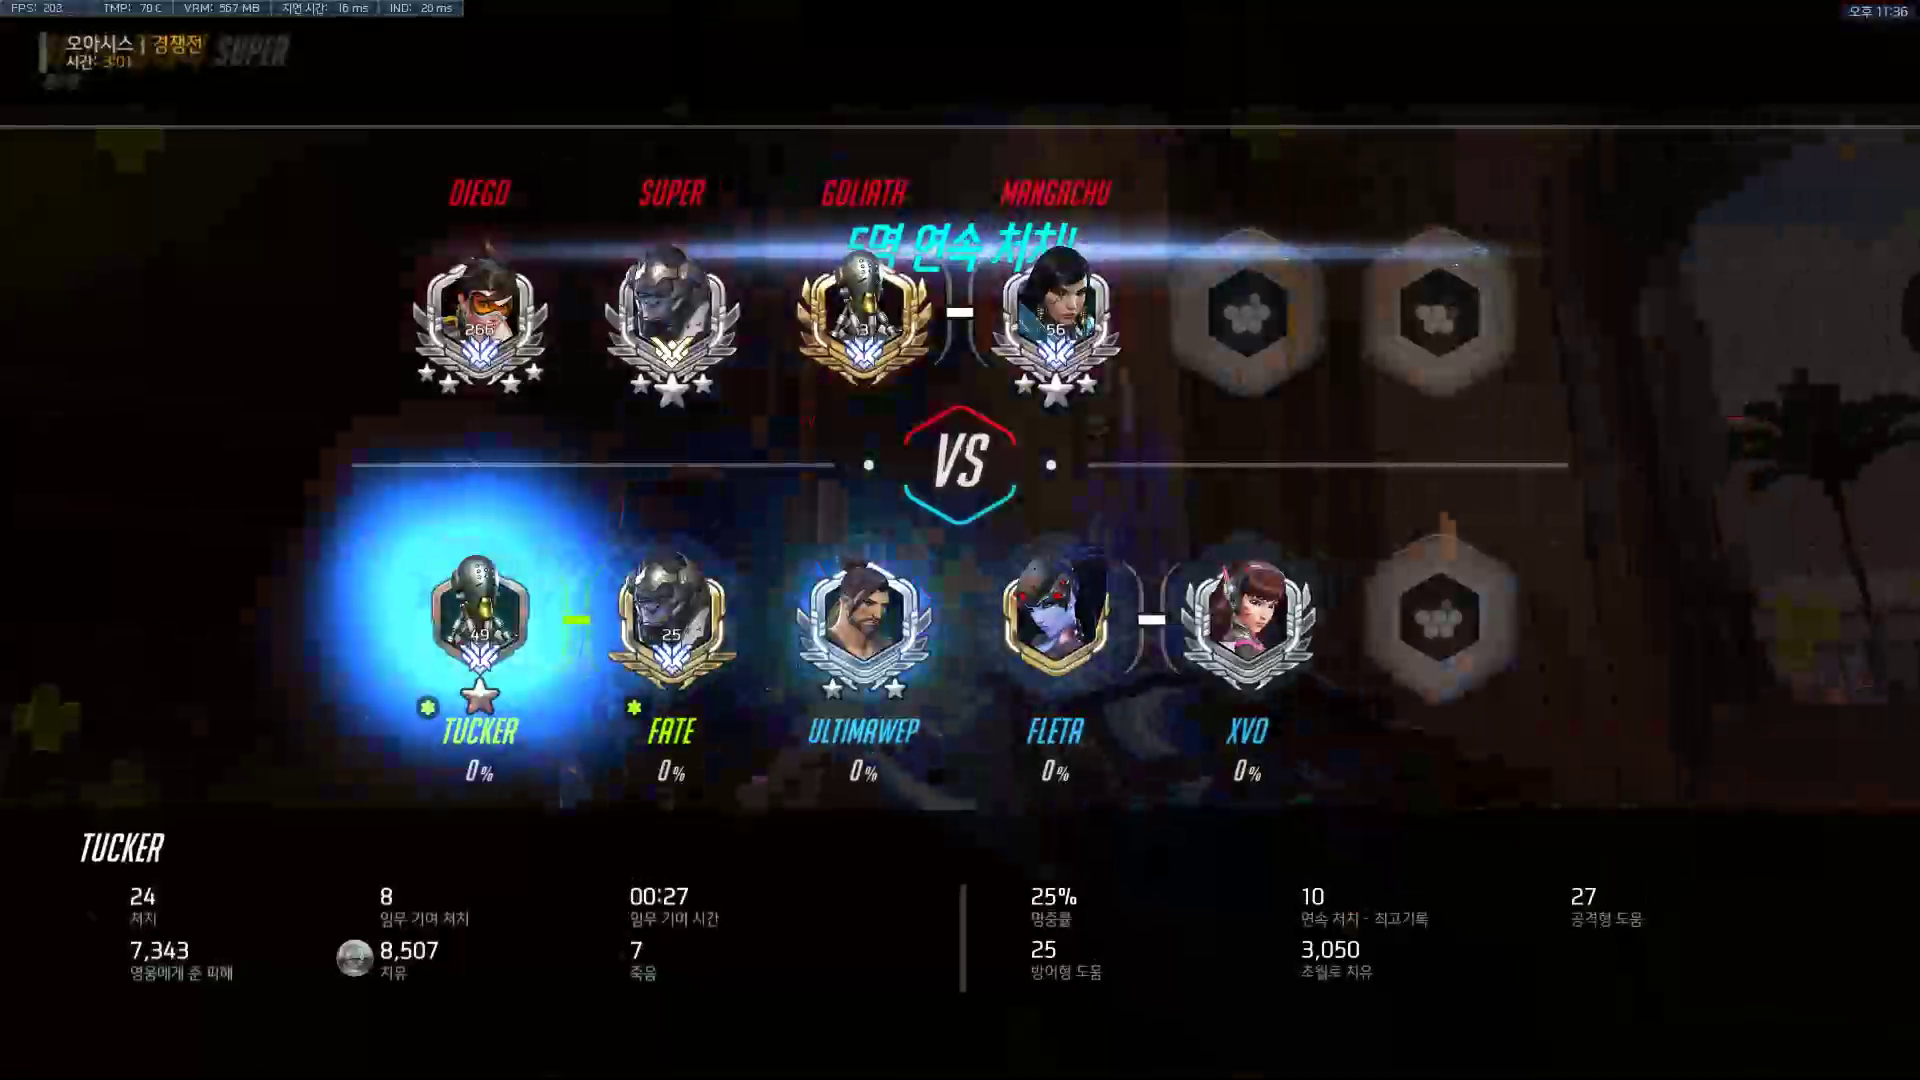 FPS: 202 TMP: 70 C VRM: 567 MB 지연 시간: 16 ms IND: 20 ms
오후 11:36
오아시스 | 경쟁전
SUPER
시간: 3:01
DIEGO SUPER GOLIATH MANGACHU
5명 연속 처치!
266 3 56
VS
49 25
TUCKER FATE ULTIMAWEP FLETA XVO
0% 0% 0% 0% 0%
TUCKER
24 8 00:27 25% 10 27
처치 임무 기여 처치 임무 기여 시간 명중률 연속 처치 - 최고기록 공격형 도움
7,343 8,507 7 25 3,050
영웅에게 준 피해 치유 죽음 방어형 도움 초월로 치유